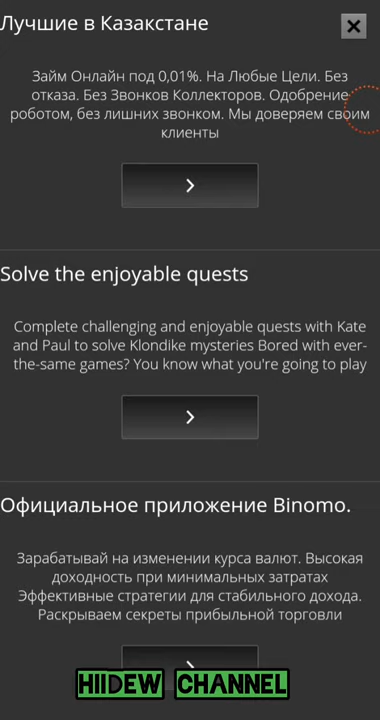 Лучшие в Казакстане
Займ Онлайн под 0,01%. На Любые Цели. Без
отказа. Без Звонков Коллекторов. Одобрение
роботом, без лишних звонком. Мы доверяем своим
клиенты
Solve the enjoyable quests
Complete challenging and enjoyable quests with Kate
and Paul to solve Klondike mysteries Bored with ever-
the-same games? You know what you're going to play
Официальное приложение Binomo.
Зарабатывай на изменении курса валют. Высокая
доходность при минимальных затратах
Эффективные стратегии для стабильного дохода.
Раскрываем секреты прибыльной торговли
HIIDEW CHANNEL